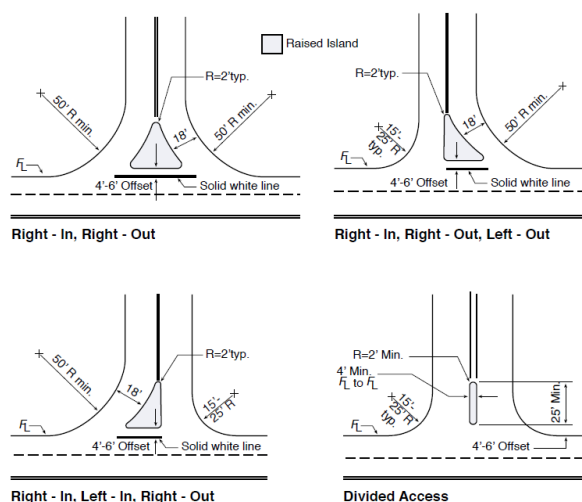 Raised Island
R=2'typ.
50' R min.
18'
50' R min.
FL
4'-6' Offset
Solid white line
Right - In, Right - Out
R=2'typ.
15'-
25' R
typ.
18'
50' R min.
FL
4'-6' Offset
Solid white line
Right - In, Right - Out, Left - Out
50' R min.
18'
R=2'typ.
15'-
25' R
FL
4'-6' Offset
Solid white line
Right - In, Left - In, Right - Out
R=2' Min.
4' Min.
FL to FL
15'-
25' R
typ.
25' Min.
FL
4'-6' Offset
Divided Access